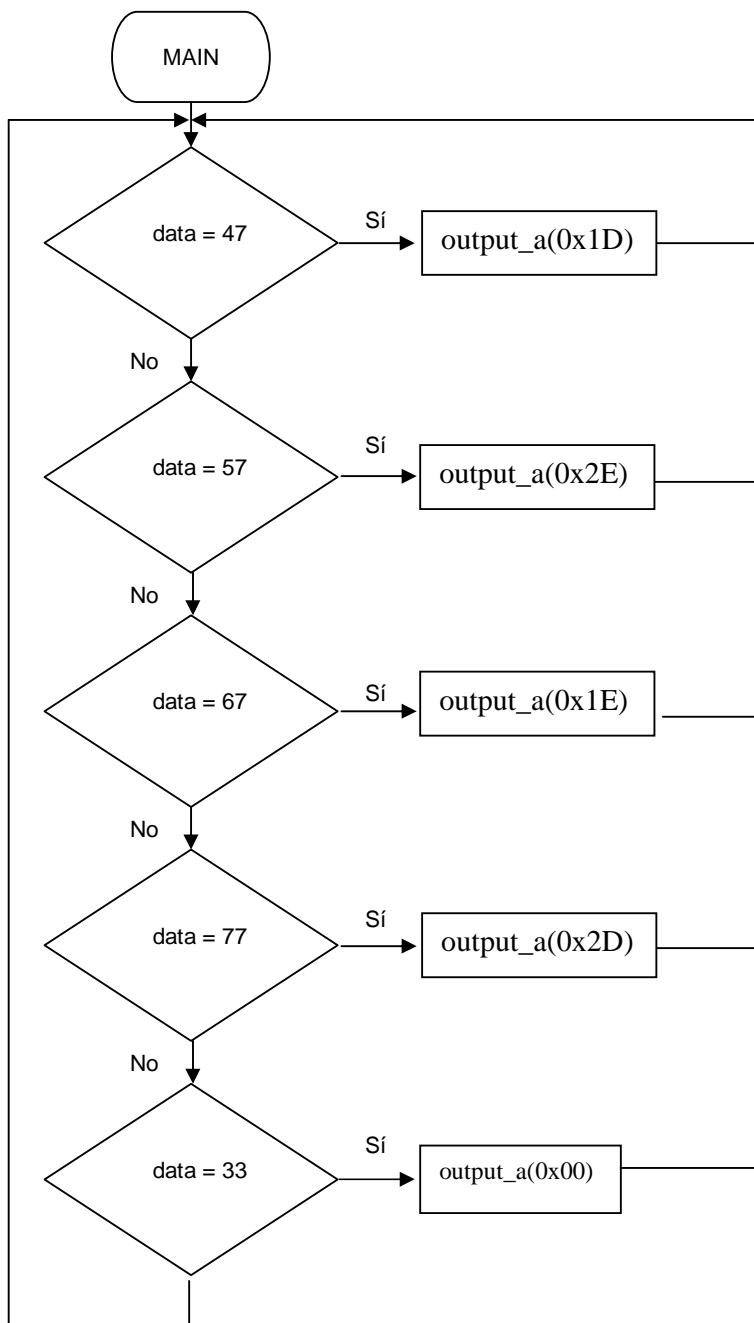 MAIN
data = 47
Sí
output_a(0x1D)
No
data = 57
Sí
output_a(0x2E)
No
data = 67
Sí
output_a(0x1E)
No
data = 77
Sí
output_a(0x2D)
No
data = 33
Sí
output_a(0x00)